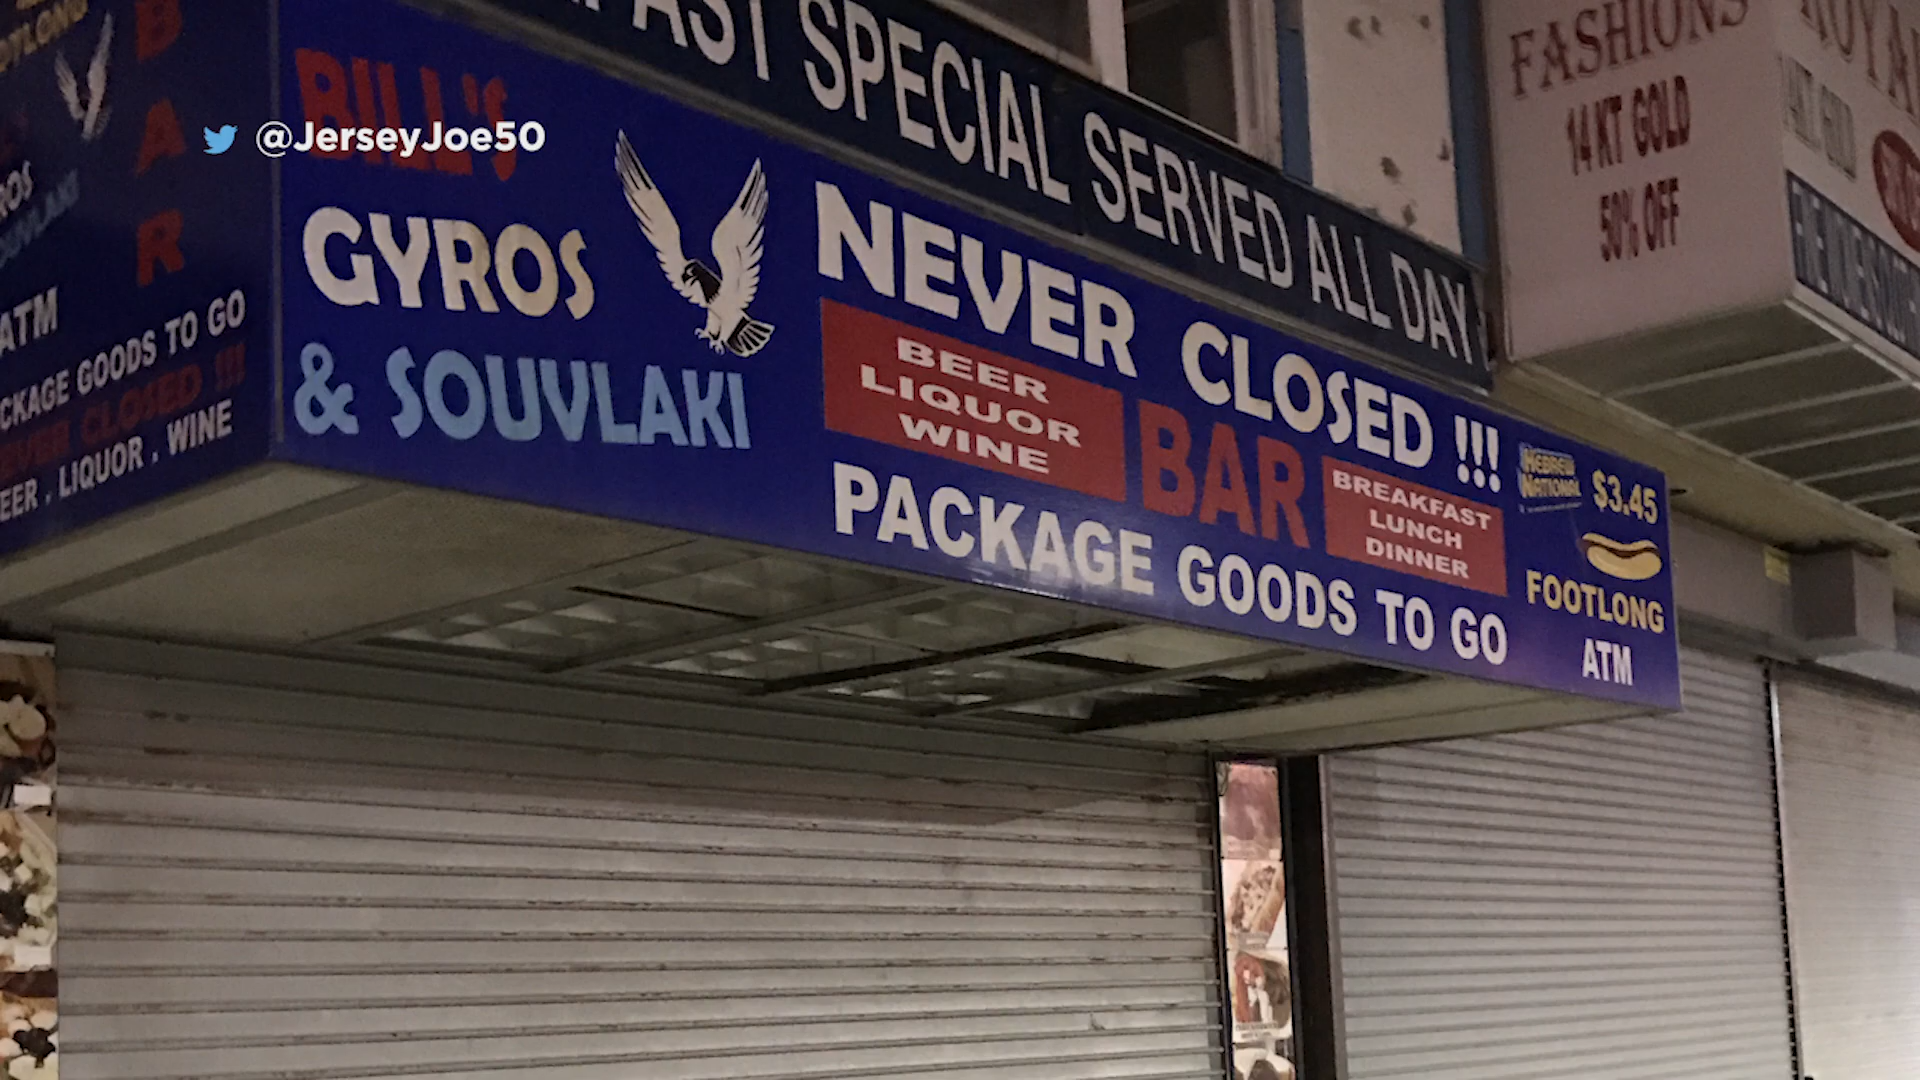 @JerseyJoe50
BILL'S
GYROS
& SOUVLAKI
SPECIAL SERVED ALL DAY
NEVER CLOSED !!!
BEER
LIQUOR
WINE
BAR
BREAKFAST
LUNCH
DINNER
PACKAGE GOODS TO GO
HEBREW
NATIONAL
$3.45
FOOTLONG
ATM
BAR
ATM
GOODS TO GO
CLOSED !!!
, LIQUOR , WINE
FASHIONS
14 KT GOLD
50% OFF